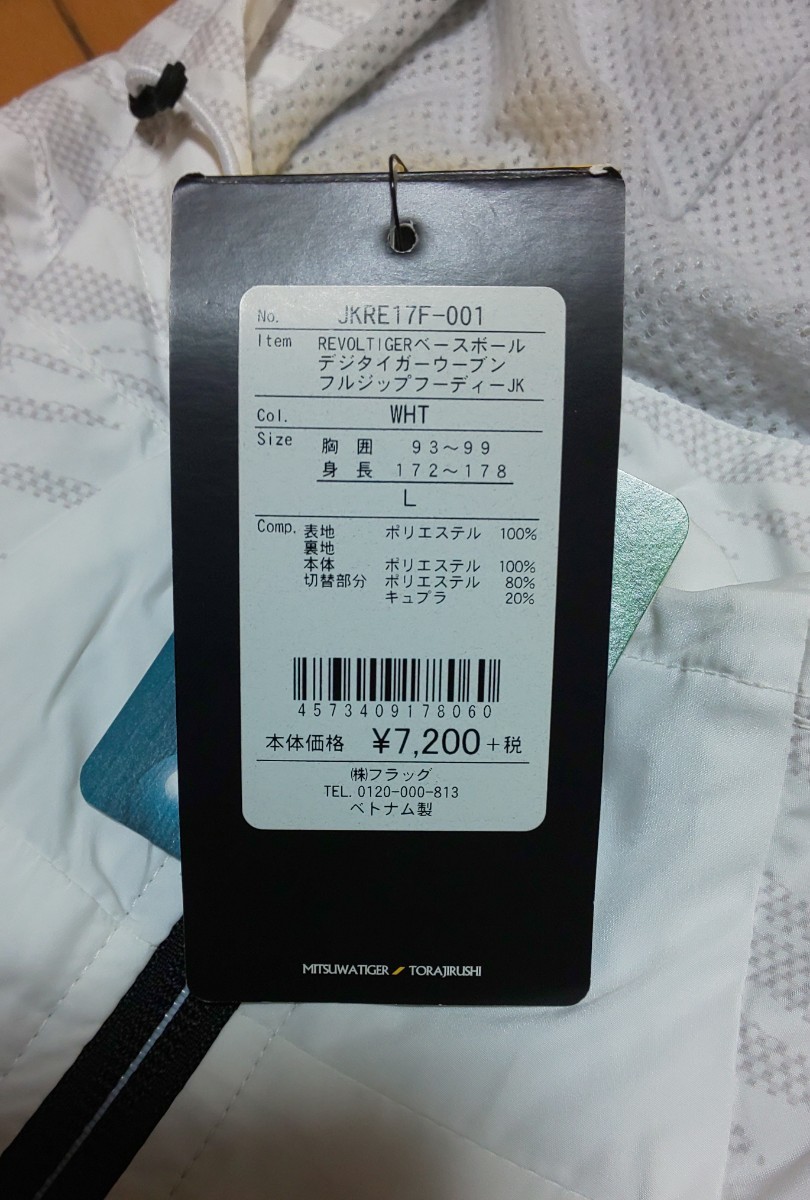 No. JKRE17F-001
Item REVOLTIGERベースボール
デジタイガーウーブン
フルジップフーディーJK
Col. WHT
Size 胸 囲 93～99
身 長 172～178
L
Comp. 表地 ポリエステル 100%
裏地
本体 ポリエステル 100%
切替部分 ポリエステル 80%
キュプラ 20%
4573409178060
本体価格 ¥7,200+税
㈱フラッグ
TEL. 0120-000-813
ベトナム製
MITSUWATIGER TORAJIRUSHI